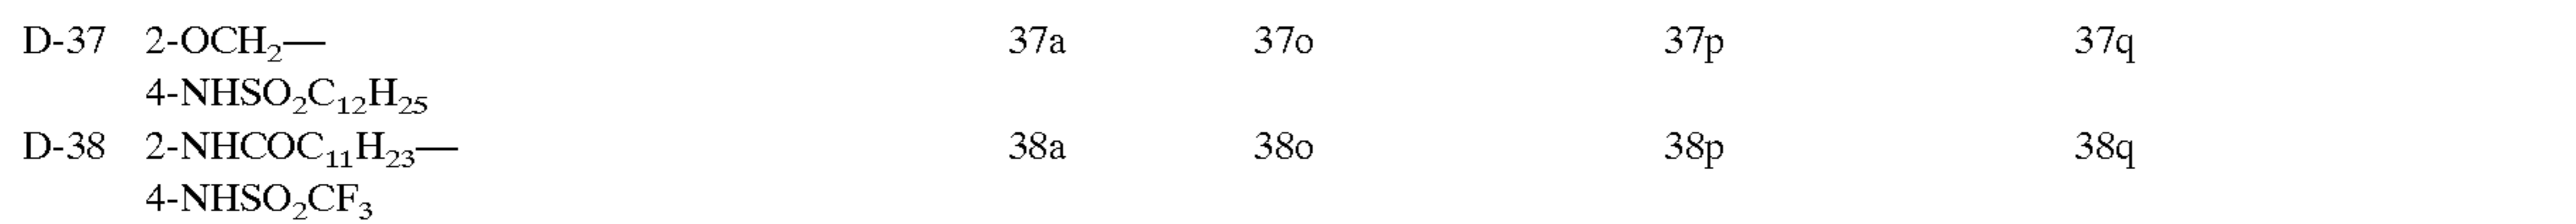 D-37 2-OCH₂— 37a 37o 37p 37q
4-NHSO₂C₁₂H₂₅
D-38 2-NHCOC₁₁H₂₃— 38a 38o 38p 38q
4-NHSO₂CF₃